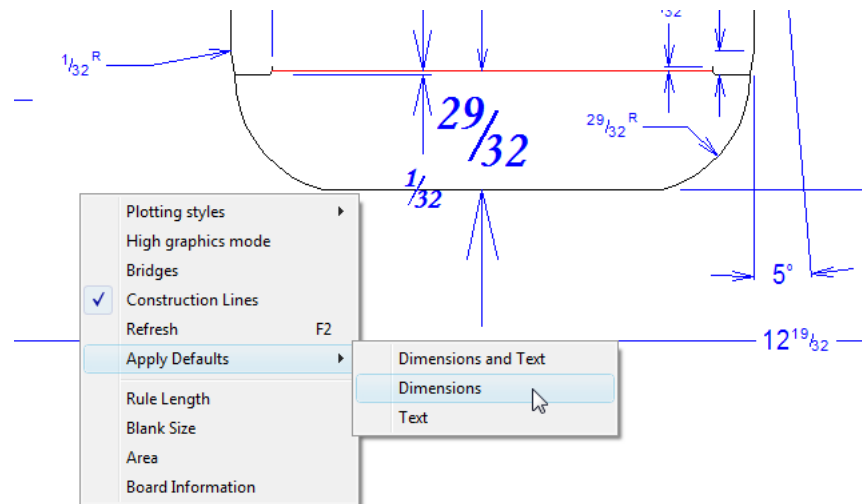 /32
1/32 R
29/32
29/32 R
1/32
5°
12 19/32
Plotting styles
High graphics mode
Bridges
Construction Lines
Refresh F2
Apply Defaults
Dimensions and Text
Dimensions
Text
Rule Length
Blank Size
Area
Board Information